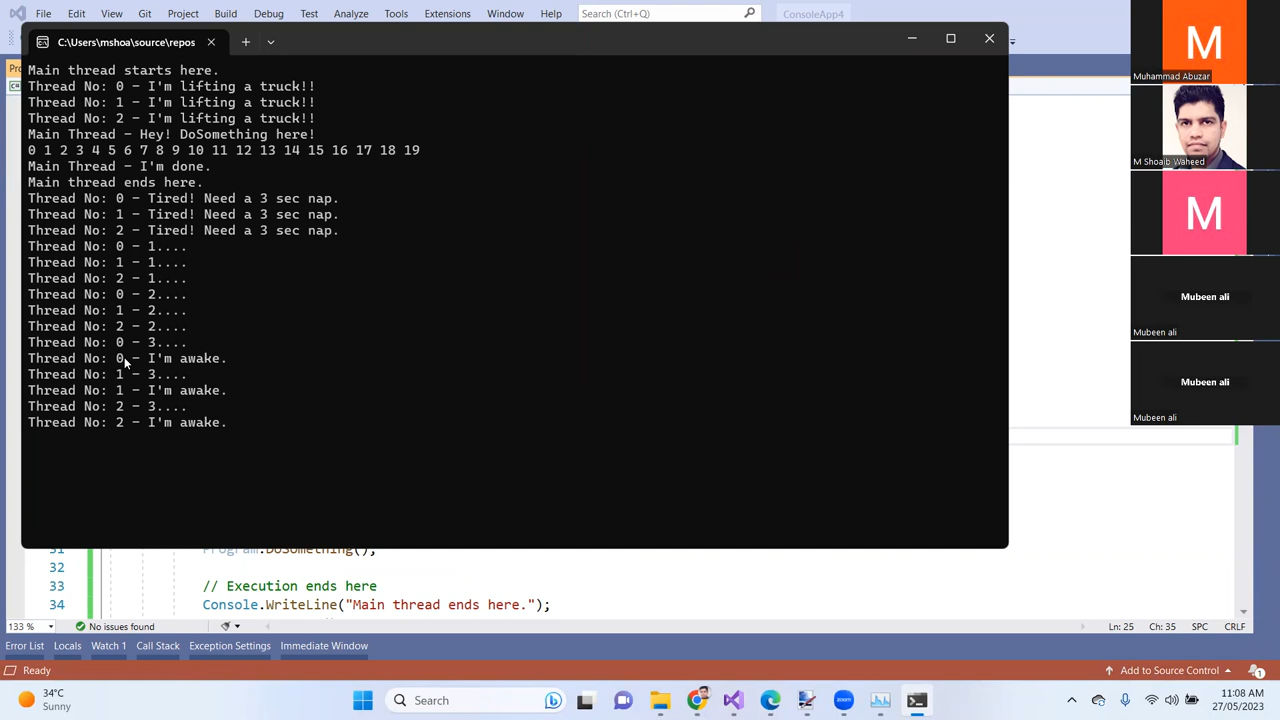 File Edit View Git Project Build Debug Test Analyze Tools Extensions Window Help Search (Ctrl+Q) ConsoleApp4
C:\Users\mshoa\source\repos
Main thread starts here.
Thread No: 0 - I'm lifting a truck!!
Thread No: 1 - I'm lifting a truck!!
Thread No: 2 - I'm lifting a truck!!
Main Thread - Hey! DoSomething here!
0 1 2 3 4 5 6 7 8 9 10 11 12 13 14 15 16 17 18 19
Main Thread - I'm done.
Main thread ends here.
Thread No: 0 - Tired! Need a 3 sec nap.
Thread No: 1 - Tired! Need a 3 sec nap.
Thread No: 2 - Tired! Need a 3 sec nap.
Thread No: 0 - 1....
Thread No: 1 - 1....
Thread No: 2 - 1....
Thread No: 0 - 2....
Thread No: 1 - 2....
Thread No: 2 - 2....
Thread No: 0 - 3....
Thread No: 0 - I'm awake.
Thread No: 1 - 3....
Thread No: 1 - I'm awake.
Thread No: 2 - 3....
Thread No: 2 - I'm awake.
M
Muhammad Abuzar
M Shoaib Waheed
M
Mubeen ali
Mubeen ali
Mubeen ali
Mubeen ali
31 Program.DoSomething();
32
33 // Execution ends here
34 Console.WriteLine("Main thread ends here.");
133 % No issues found Ln: 25 Ch: 35 SPC CRLF
Error List Locals Watch 1 Call Stack Exception Settings Immediate Window
Ready Add to Source Control 1
34°C
Sunny
Search
11:08 AM
27/05/2023